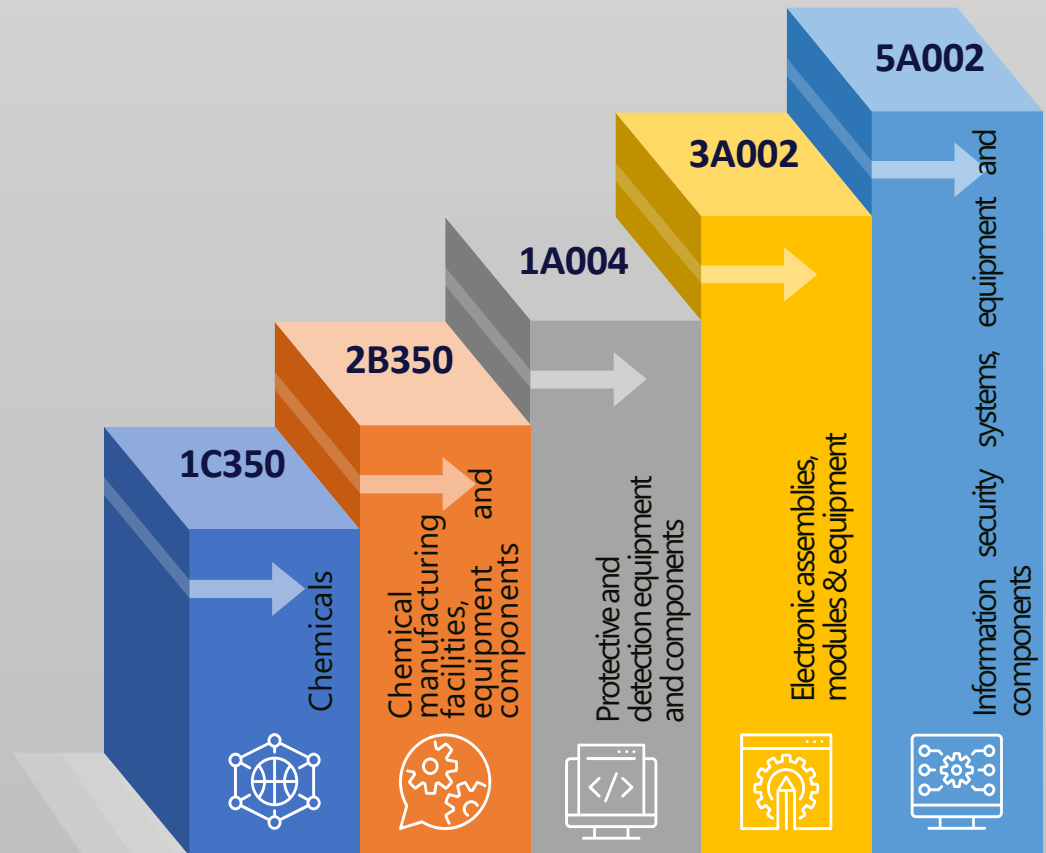 1C350
Chemicals
2B350
Chemical
manufacturing
facilities,
equipment and
components
1A004
Protective and
detection equipment
and components
3A002
Electronic assemblies,
modules & equipment
5A002
Information security systems, equipment and
components